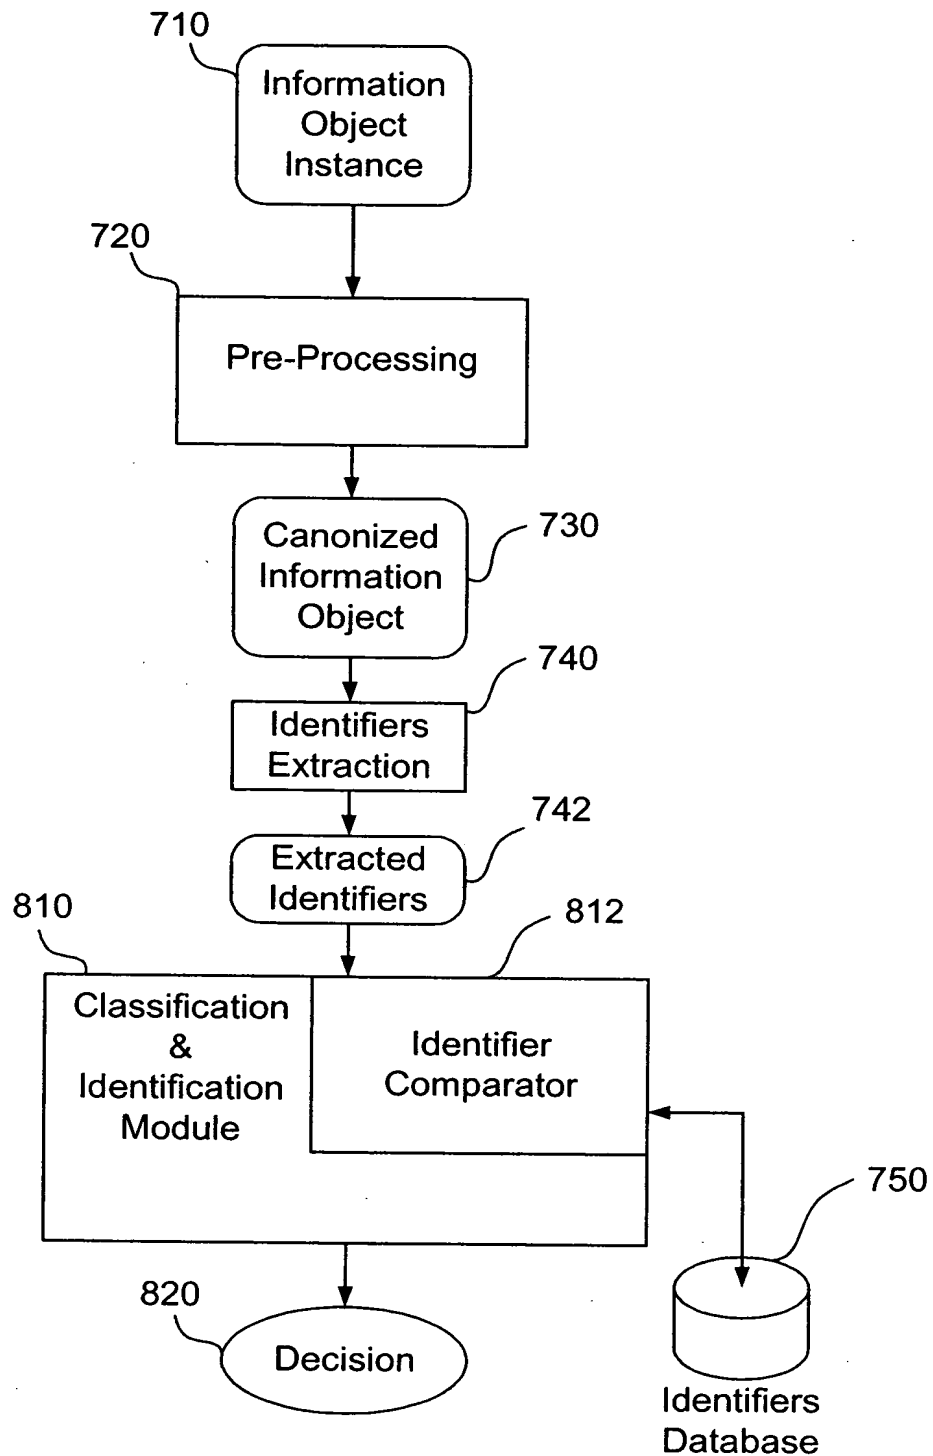 710
Information
Object
Instance
720
Pre-Processing
Canonized
Information
Object
730
740
Identifiers
Extraction
742
Extracted
Identifiers
810
812
Classification
&
Identification
Module
Identifier
Comparator
750
820
Decision
Identifiers
Database